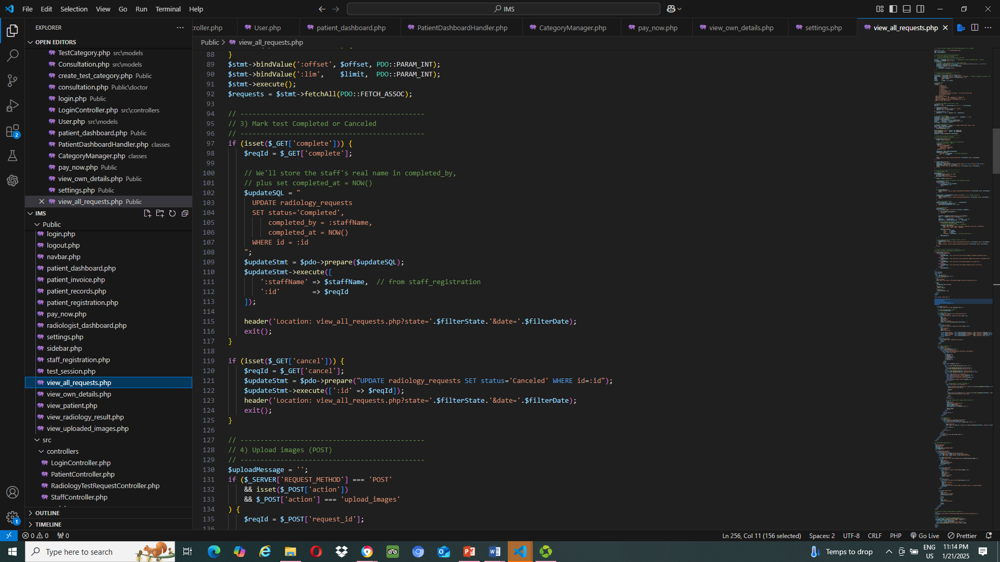 File Edit Selection View Go Run Terminal Help
IMS
EXPLORER
OPEN EDITORS
TestCategory.php src\models
Consultation.php src\models
create_test_category.php Public
consultation.php Public\doctor
login.php Public
LoginController.php src\controllers
User.php src\models
patient_dashboard.php Public
PatientDashboardHandler.php classes
CategoryManager.php classes
pay_now.php Public
view_own_details.php Public
settings.php Public
view_all_requests.php Public
IMS
Public
login.php
logout.php
navbar.php
patient_dashboard.php
patient_invoice.php
patient_records.php
patient_registration.php
pay_now.php
radiologist_dashboard.php
settings.php
sidebar.php
staff_registration.php
test_session.php
view_all_requests.php
view_own_details.php
view_patient.php
view_radiology_result.php
view_uploaded_images.php
src
controllers
LoginController.php
PatientController.php
RadiologyTestRequestController.php
StaffController.php
OUTLINE
TIMELINE
2
1
troller.php User.php patient_dashboard.php PatientDashboardHandler.php CategoryManager.php pay_now.php view_own_details.php settings.php view_all_requests.php
Public > view_all_requests.php
88 }
89 $stmt->bindValue(':offset', $offset, PDO::PARAM_INT);
90 $stmt->bindValue(':lim',    $limit,  PDO::PARAM_INT);
91 $stmt->execute();
92 $requests = $stmt->fetchAll(PDO::FETCH_ASSOC);
93
94 // ----------------------------------------------
95 // 3) Mark test Completed or Canceled
96 // ----------------------------------------------
97 if (isset($_GET['complete'])) {
98     $reqId = $_GET['complete'];
99
100     // We'll store the staff's real name in completed_by,
101     // plus set completed_at = NOW()
102     $updateSQL = "
103       UPDATE radiology_requests
104       SET status='Completed',
105           completed_by = :staffName,
106           completed_at = NOW()
107       WHERE id = :id
108     ";
109     $updateStmt = $pdo->prepare($updateSQL);
110     $updateStmt->execute([
111         ':staffName' => $staffName,  // from staff_registration
112         ':id'        => $reqId
113     ]);
114
115     header('Location: view_all_requests.php?state='.$filterState.'&date='.$filterDate);
116     exit();
117 }
118
119 if (isset($_GET['cancel'])) {
120     $reqId = $_GET['cancel'];
121     $updateStmt = $pdo->prepare("UPDATE radiology_requests SET status='Canceled' WHERE id=:id");
122     $updateStmt->execute([':id' => $reqId]);
123     header('Location: view_all_requests.php?state='.$filterState.'&date='.$filterDate);
124     exit();
125 }
126
127 // ----------------------------------------------
128 // 4) Upload images (POST)
129 // ----------------------------------------------
130 $uploadMessage = '';
131 if ($_SERVER['REQUEST_METHOD'] === 'POST'
132     && isset($_POST['action'])
133     && $_POST['action'] === 'upload_images'
134 ) {
135     $reqId = $_POST['request_id'];
136
0 0 0 Ln 256, Col 11 (156 selected) Spaces: 2 UTF-8 CRLF PHP Go Live Prettier
Type here to search
Temps to drop
ENG
US
11:14 PM
1/21/2025